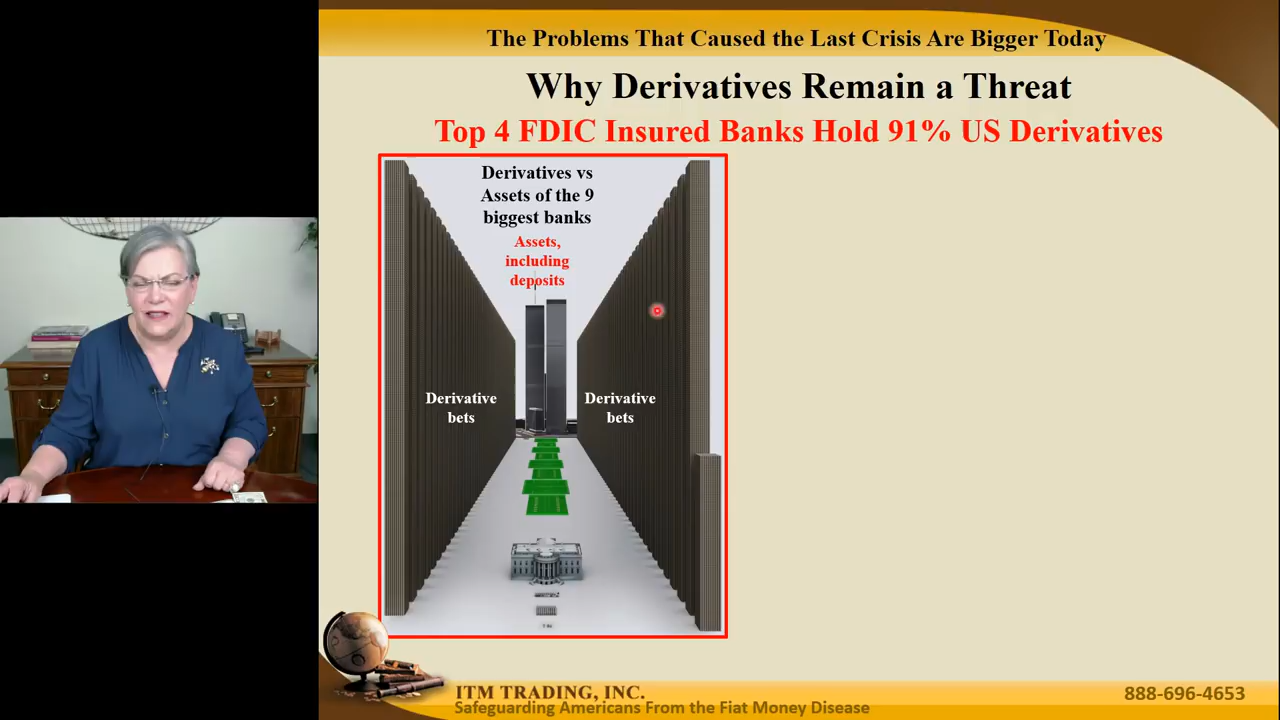 The Problems That Caused the Last Crisis Are Bigger Today
Why Derivatives Remain a Threat
Top 4 FDIC Insured Banks Hold 91% US Derivatives
Derivatives vs
Assets of the 9
biggest banks
Assets,
including
deposits
Derivative
bets
Derivative
bets
ITM TRADING, INC.
888-696-4653
Safeguarding Americans From the Fiat Money Disease